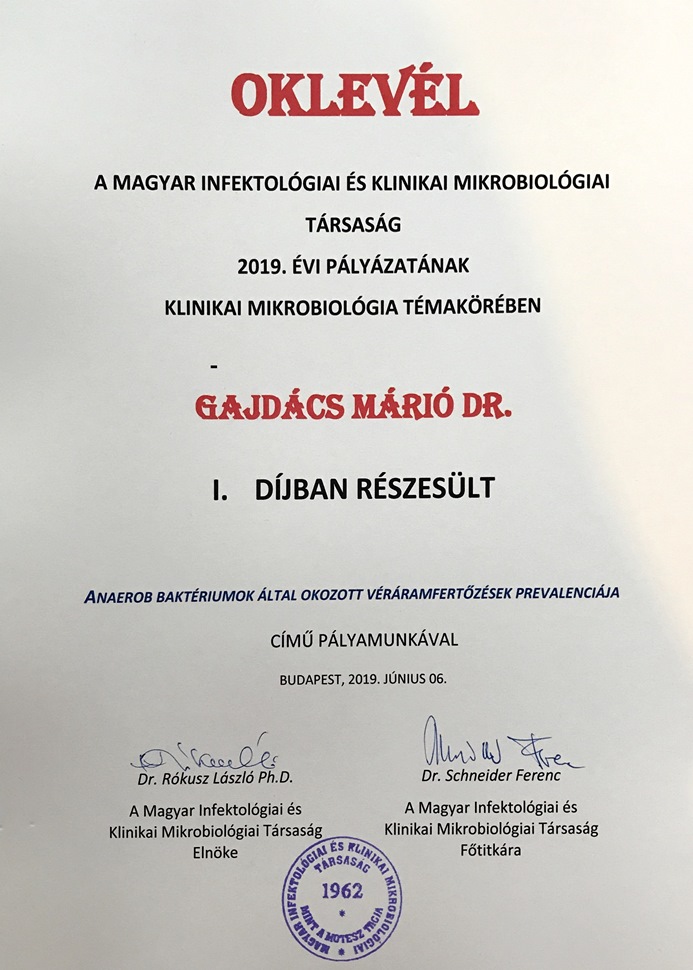 OKLEVÉL
A MAGYAR INFEKTOLÓGIAI ÉS KLINIKAI MIKROBIOLÓGIAI
TÁRSASÁG
2019. ÉVI PÁLYÁZATÁNAK
KLINIKAI MIKROBIOLÓGIA TÉMAKÖRÉBEN
-
GAJDÁCS MÁRIÓ DR.
I. DÍJBAN RÉSZESÜLT
ANAEROB BAKTÉRIUMOK ÁLTAL OKOZOTT VÉRÁRAMFERTŐZÉSEK PREVALENCIÁJA
CÍMŰ PÁLYAMUNKÁVAL
BUDAPEST, 2019. JÚNIUS 06.
Dr. Rókusz László Ph.D.
A Magyar Infektológiai és
Klinikai Mikrobiológiai Társaság
Elnöke
Dr. Schneider Ferenc
A Magyar Infektológiai és
Klinikai Mikrobiológiai Társaság
Főtitkára
MAGYAR INFEKTOLÓGIAI ÉS KLINIKAI MIKROBIOLÓGIAI
TÁRSASÁG
1962
MINT A MOTESZ TAGJA